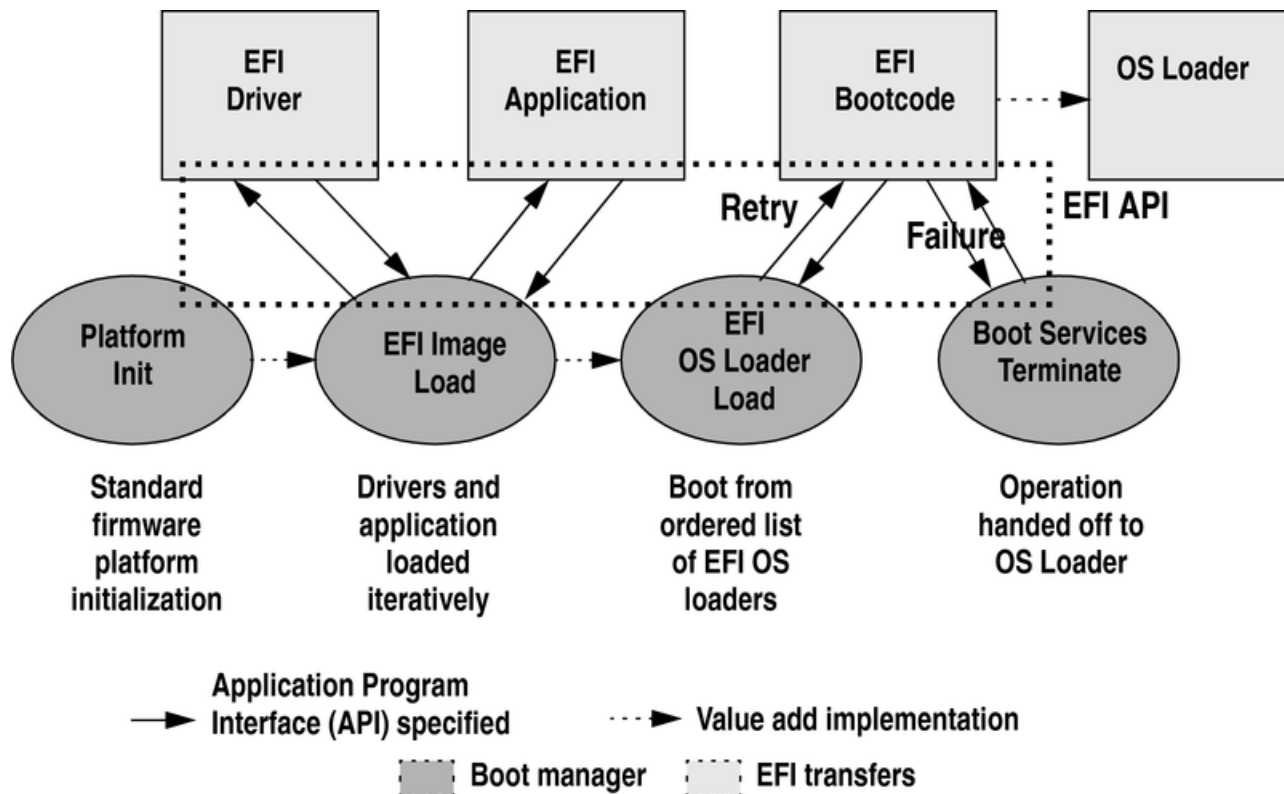 EFI
Driver
EFI
Application
EFI
Bootcode
OS Loader
Retry
Failure
EFI API
Platform
Init
EFI Image
Load
EFI
OS Loader
Load
Boot Services
Terminate
Standard
firmware
platform
initialization
Drivers and
application
loaded
iteratively
Boot from
ordered list
of EFI OS
loaders
Operation
handed off to
OS Loader
Application Program
Interface (API) specified
Value add implementation
Boot manager
EFI transfers